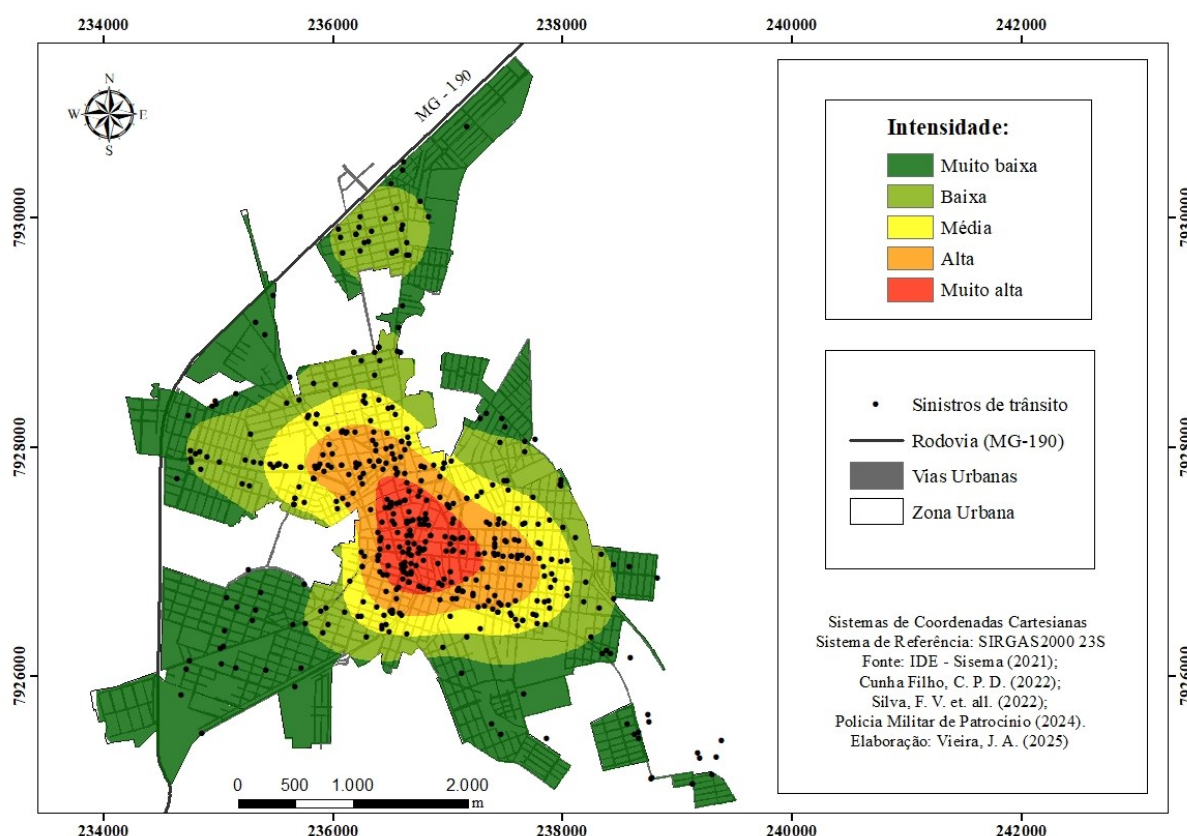 234000 236000 238000 240000 242000
N
W E
S
MG - 190
7930000 7930000
7928000 7928000
7926000 7926000
Intensidade:
Muito baixa
Baixa
Média
Alta
Muito alta
Sinistros de trânsito
Rodovia (MG-190)
Vias Urbanas
Zona Urbana
Sistemas de Coordenadas Cartesianas
Sistema de Referência: SIRGAS2000 23S
Fonte: IDE - Sisema (2021);
Cunha Filho, C. P. D. (2022);
Silva, F. V. et. all. (2022);
Policia Militar de Patrocínio (2024).
Elaboração: Vieira, J. A. (2025)
0 500 1.000 2.000
m
234000 236000 238000 240000 242000